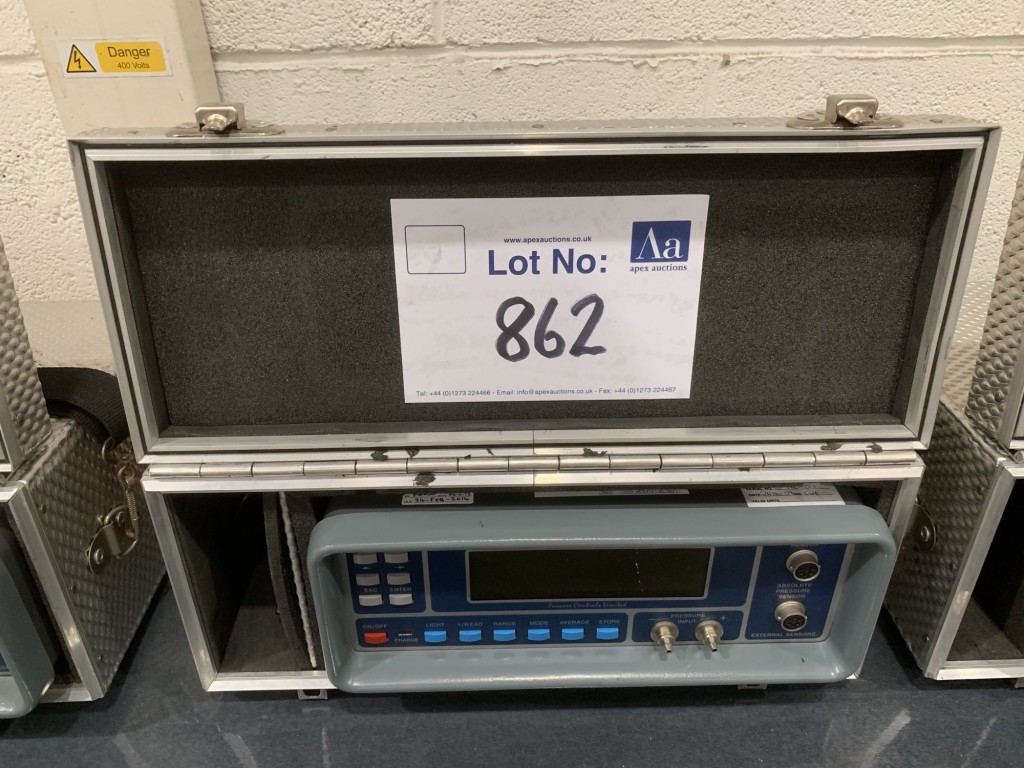 Danger
400 Volts
www.apexauctions.co.uk
Lot No:
Aa
apex auctions
862
Tel: +44 (0)1273 224466 - Email: info@apexauctions.co.uk - Fax: +44 (0)1273 224467
ESC ENTER
ON/OFF
CHARGE
LIGHT
RANGE
MODE
AVERAGE
STORE
Furness Controls Limited
PRESSURE
INPUT
- +
ABSOLUTE
PRESSURE
SENSOR
EXTERNAL SENSORS